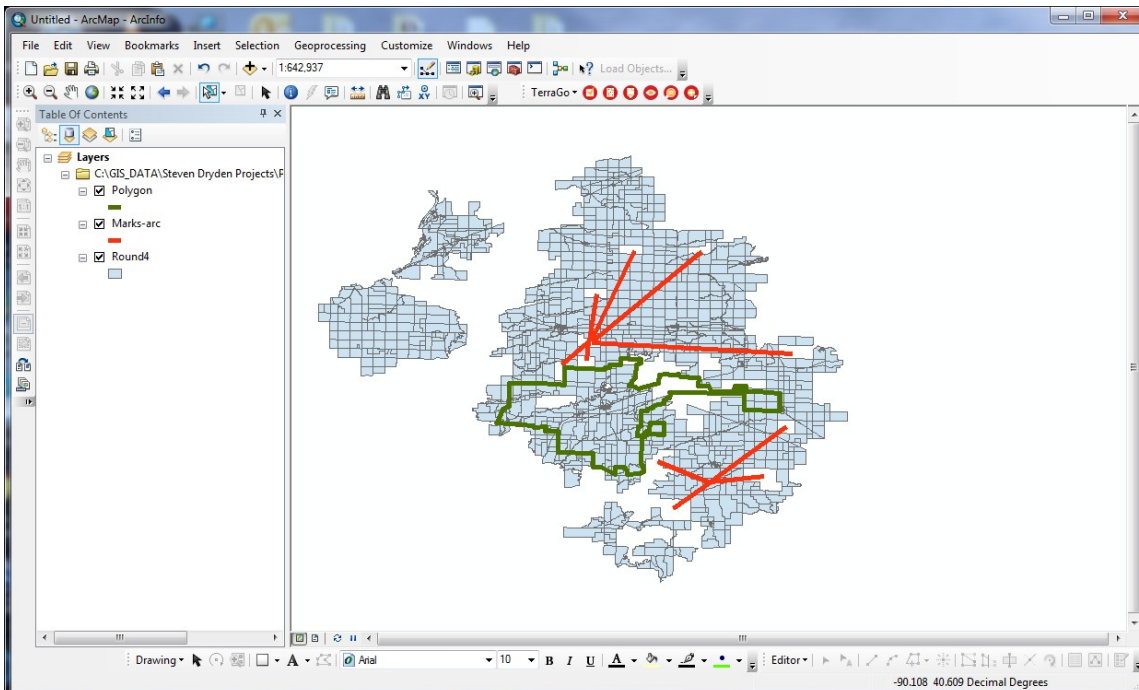 Untitled - ArcMap - ArcInfo
File Edit View Bookmarks Insert Selection Geoprocessing Customize Windows Help
1:642,937 Load Objects...
TerraGo
Table Of Contents
Layers
C:\GIS_DATA\Steven Dryden Projects\P
Polygon
Marks-arc
Round4
Drawing A Arial 10 B I U A Editor
-90.108 40.609 Decimal Degrees